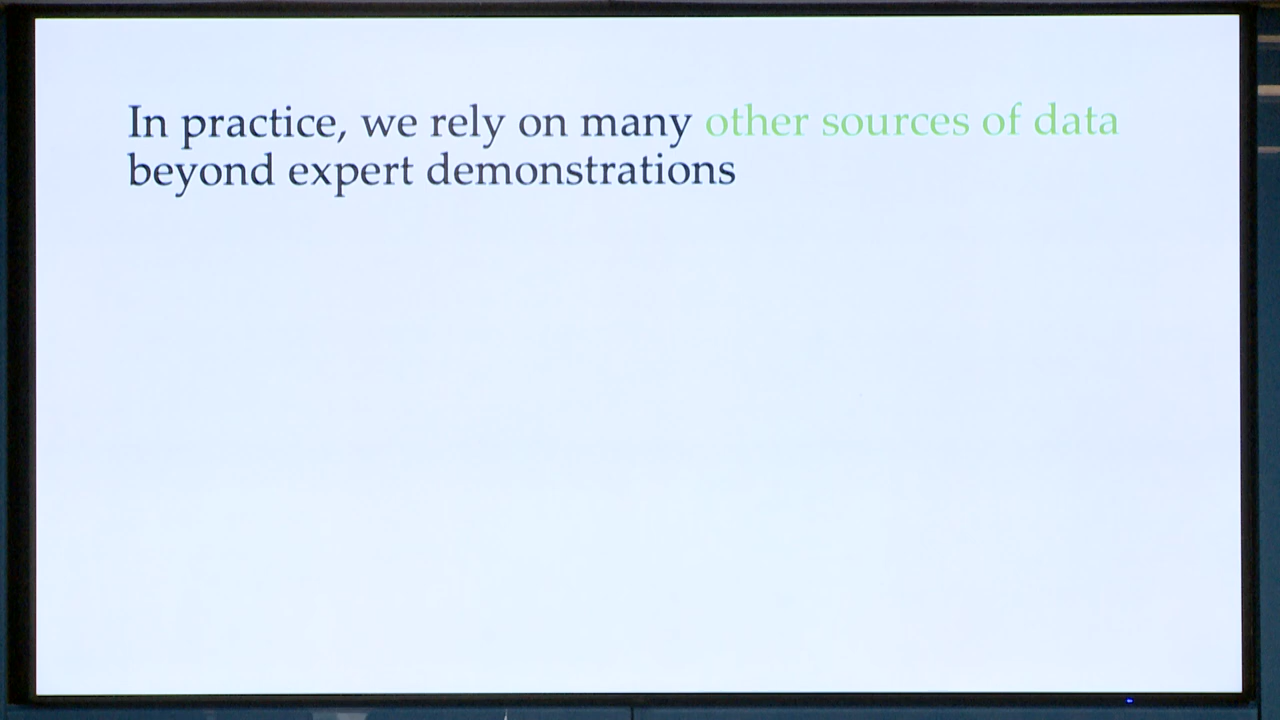 In practice, we rely on many other sources of data
beyond expert demonstrations